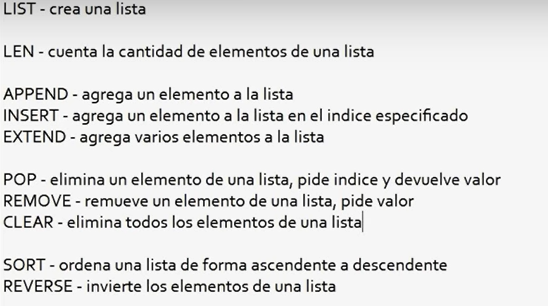 LIST - crea una lista
LEN - cuenta la cantidad de elementos de una lista
APPEND - agrega un elemento a la lista
INSERT - agrega un elemento a la lista en el indice especificado
EXTEND - agrega varios elementos a la lista
POP - elimina un elemento de una lista, pide indice y devuelve valor
REMOVE - remueve un elemento de una lista, pide valor
CLEAR - elimina todos los elementos de una lista
SORT - ordena una lista de forma ascendente a descendente
REVERSE - invierte los elementos de una lista